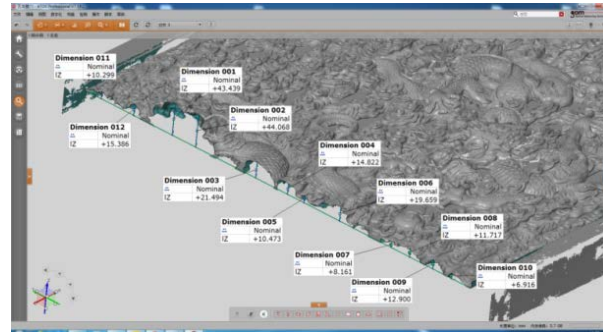 Dimension 011
Nominal
IZ +10.299
Dimension 001
Nominal
IZ +43.439
Dimension 002
Nominal
IZ +44.068
Dimension 012
Nominal
IZ +15.386
Dimension 004
Nominal
IZ +14.822
Dimension 003
Nominal
IZ +21.494
Dimension 006
Nominal
IZ +19.659
Dimension 005
Nominal
IZ +10.473
Dimension 008
Nominal
IZ +11.717
Dimension 007
Nominal
IZ +8.161
Dimension 010
Nominal
IZ +6.916
Dimension 009
Nominal
IZ +12.900